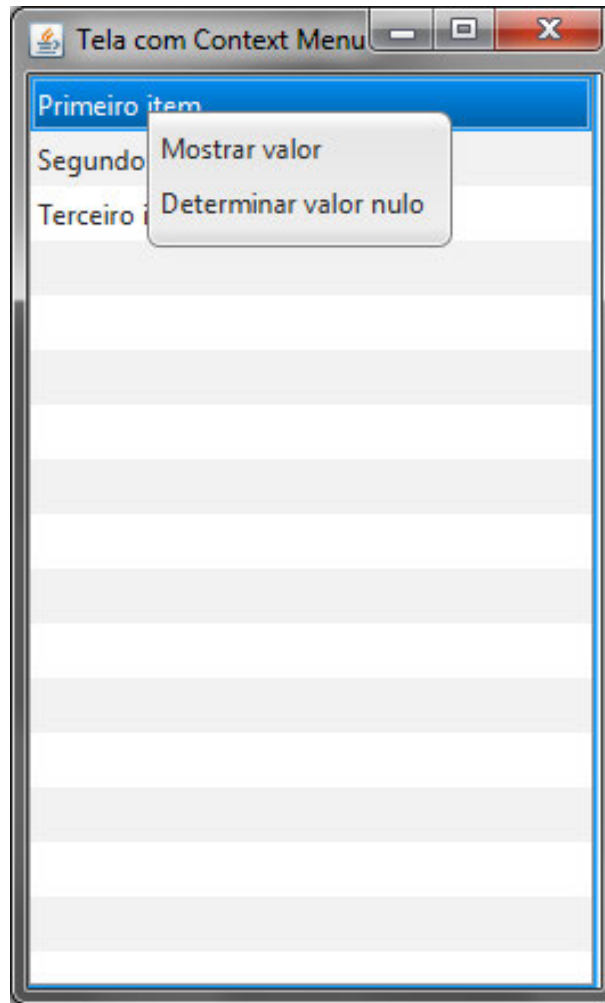 Tela com Context Menu
Primeiro item
Mostrar valor
Segundo
Determinar valor nulo
Terceiro i